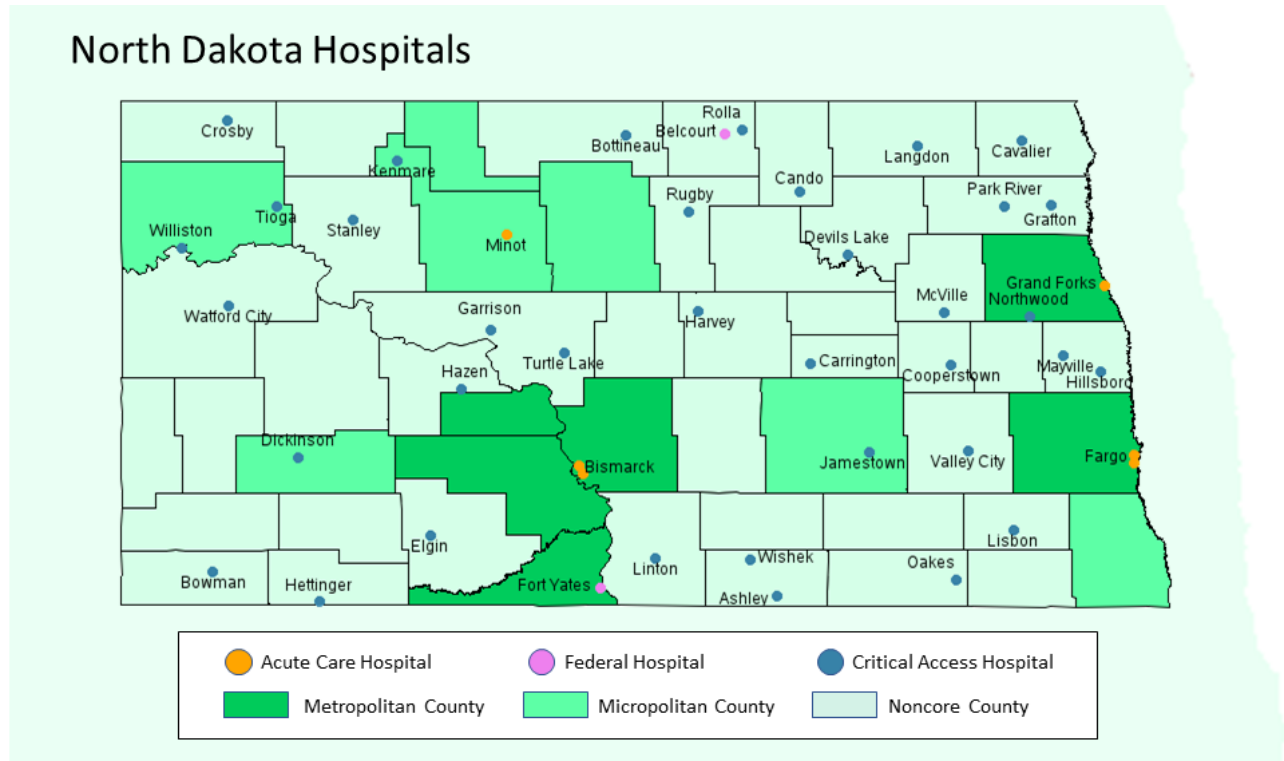 North Dakota Hospitals
Crosby
Rolla
Belcourt
Bottineau
Langdon
Cavalier
Kenmare
Cando
Park River
Rugby
Grafton
Tioga
Williston
Stanley
Minot
Devils Lake
Grand Forks
McVille
Northwood
Watford City
Garrison
Harvey
Turtle Lake
Carrington
Mayville
Hazen
Cooperstown
Hillsboro
Dickinson
Bismarck
Jamestown
Valley City
Fargo
Elgin
Lisbon
Wishek
Oakes
Linton
Bowman
Hettinger
Fort Yates
Ashley
Acute Care Hospital
Federal Hospital
Critical Access Hospital
Metropolitan County
Micropolitan County
Noncore County